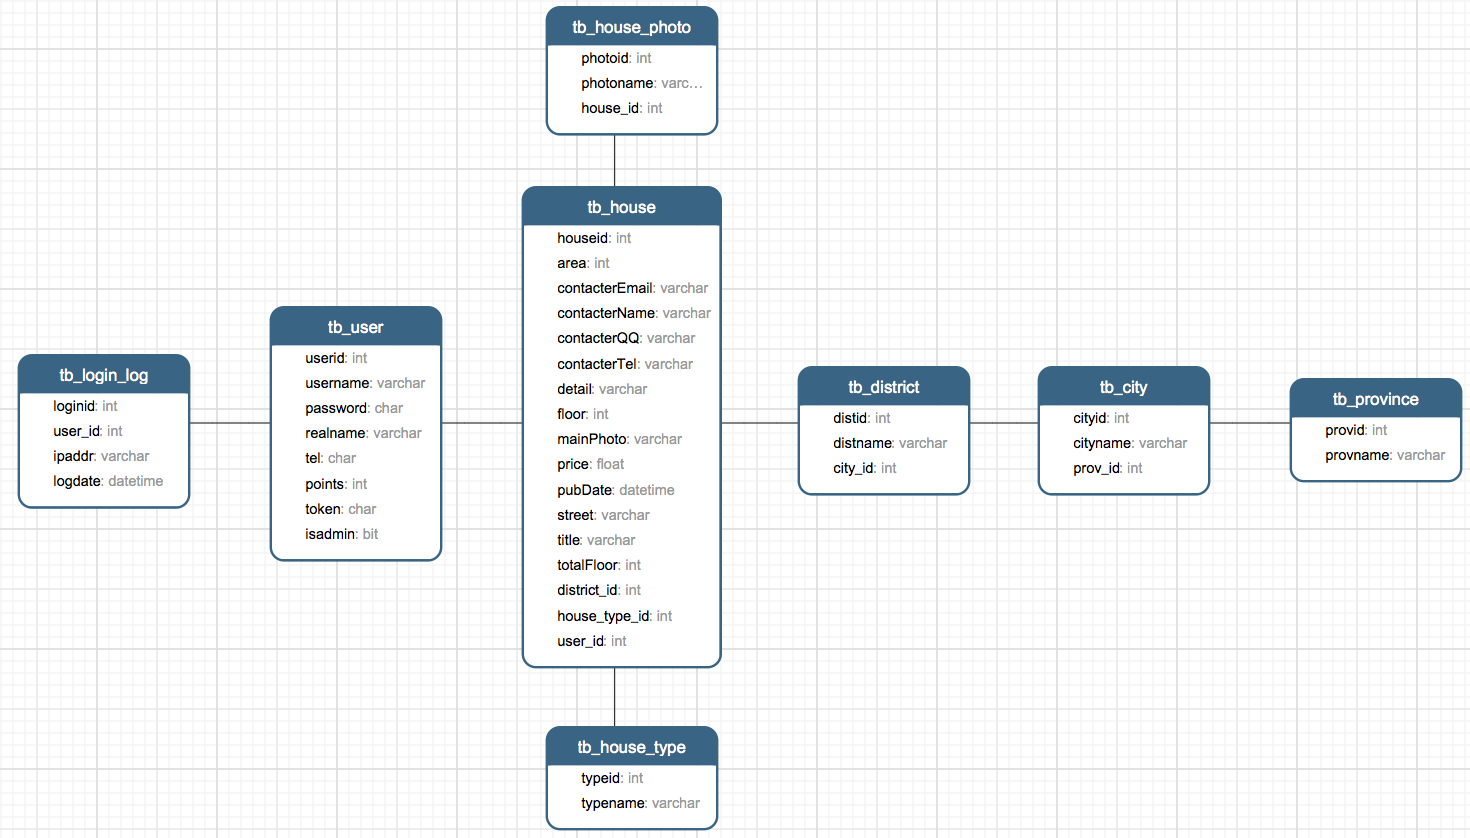 tb_house_photo
photoid: int
photoname: varc...
house_id: int
tb_house
houseid: int
area: int
contacterEmail: varchar
contacterName: varchar
contacterQQ: varchar
contacterTel: varchar
detail: varchar
floor: int
mainPhoto: varchar
price: float
pubDate: datetime
street: varchar
title: varchar
totalFloor: int
district_id: int
house_type_id: int
user_id: int
tb_user
userid: int
username: varchar
password: char
realname: varchar
tel: char
points: int
token: char
isadmin: bit
tb_login_log
loginid: int
user_id: int
ipaddr: varchar
logdate: datetime
tb_district
distid: int
distname: varchar
city_id: int
tb_city
cityid: int
cityname: varchar
prov_id: int
tb_province
provid: int
provname: varchar
tb_house_type
typeid: int
typename: varchar